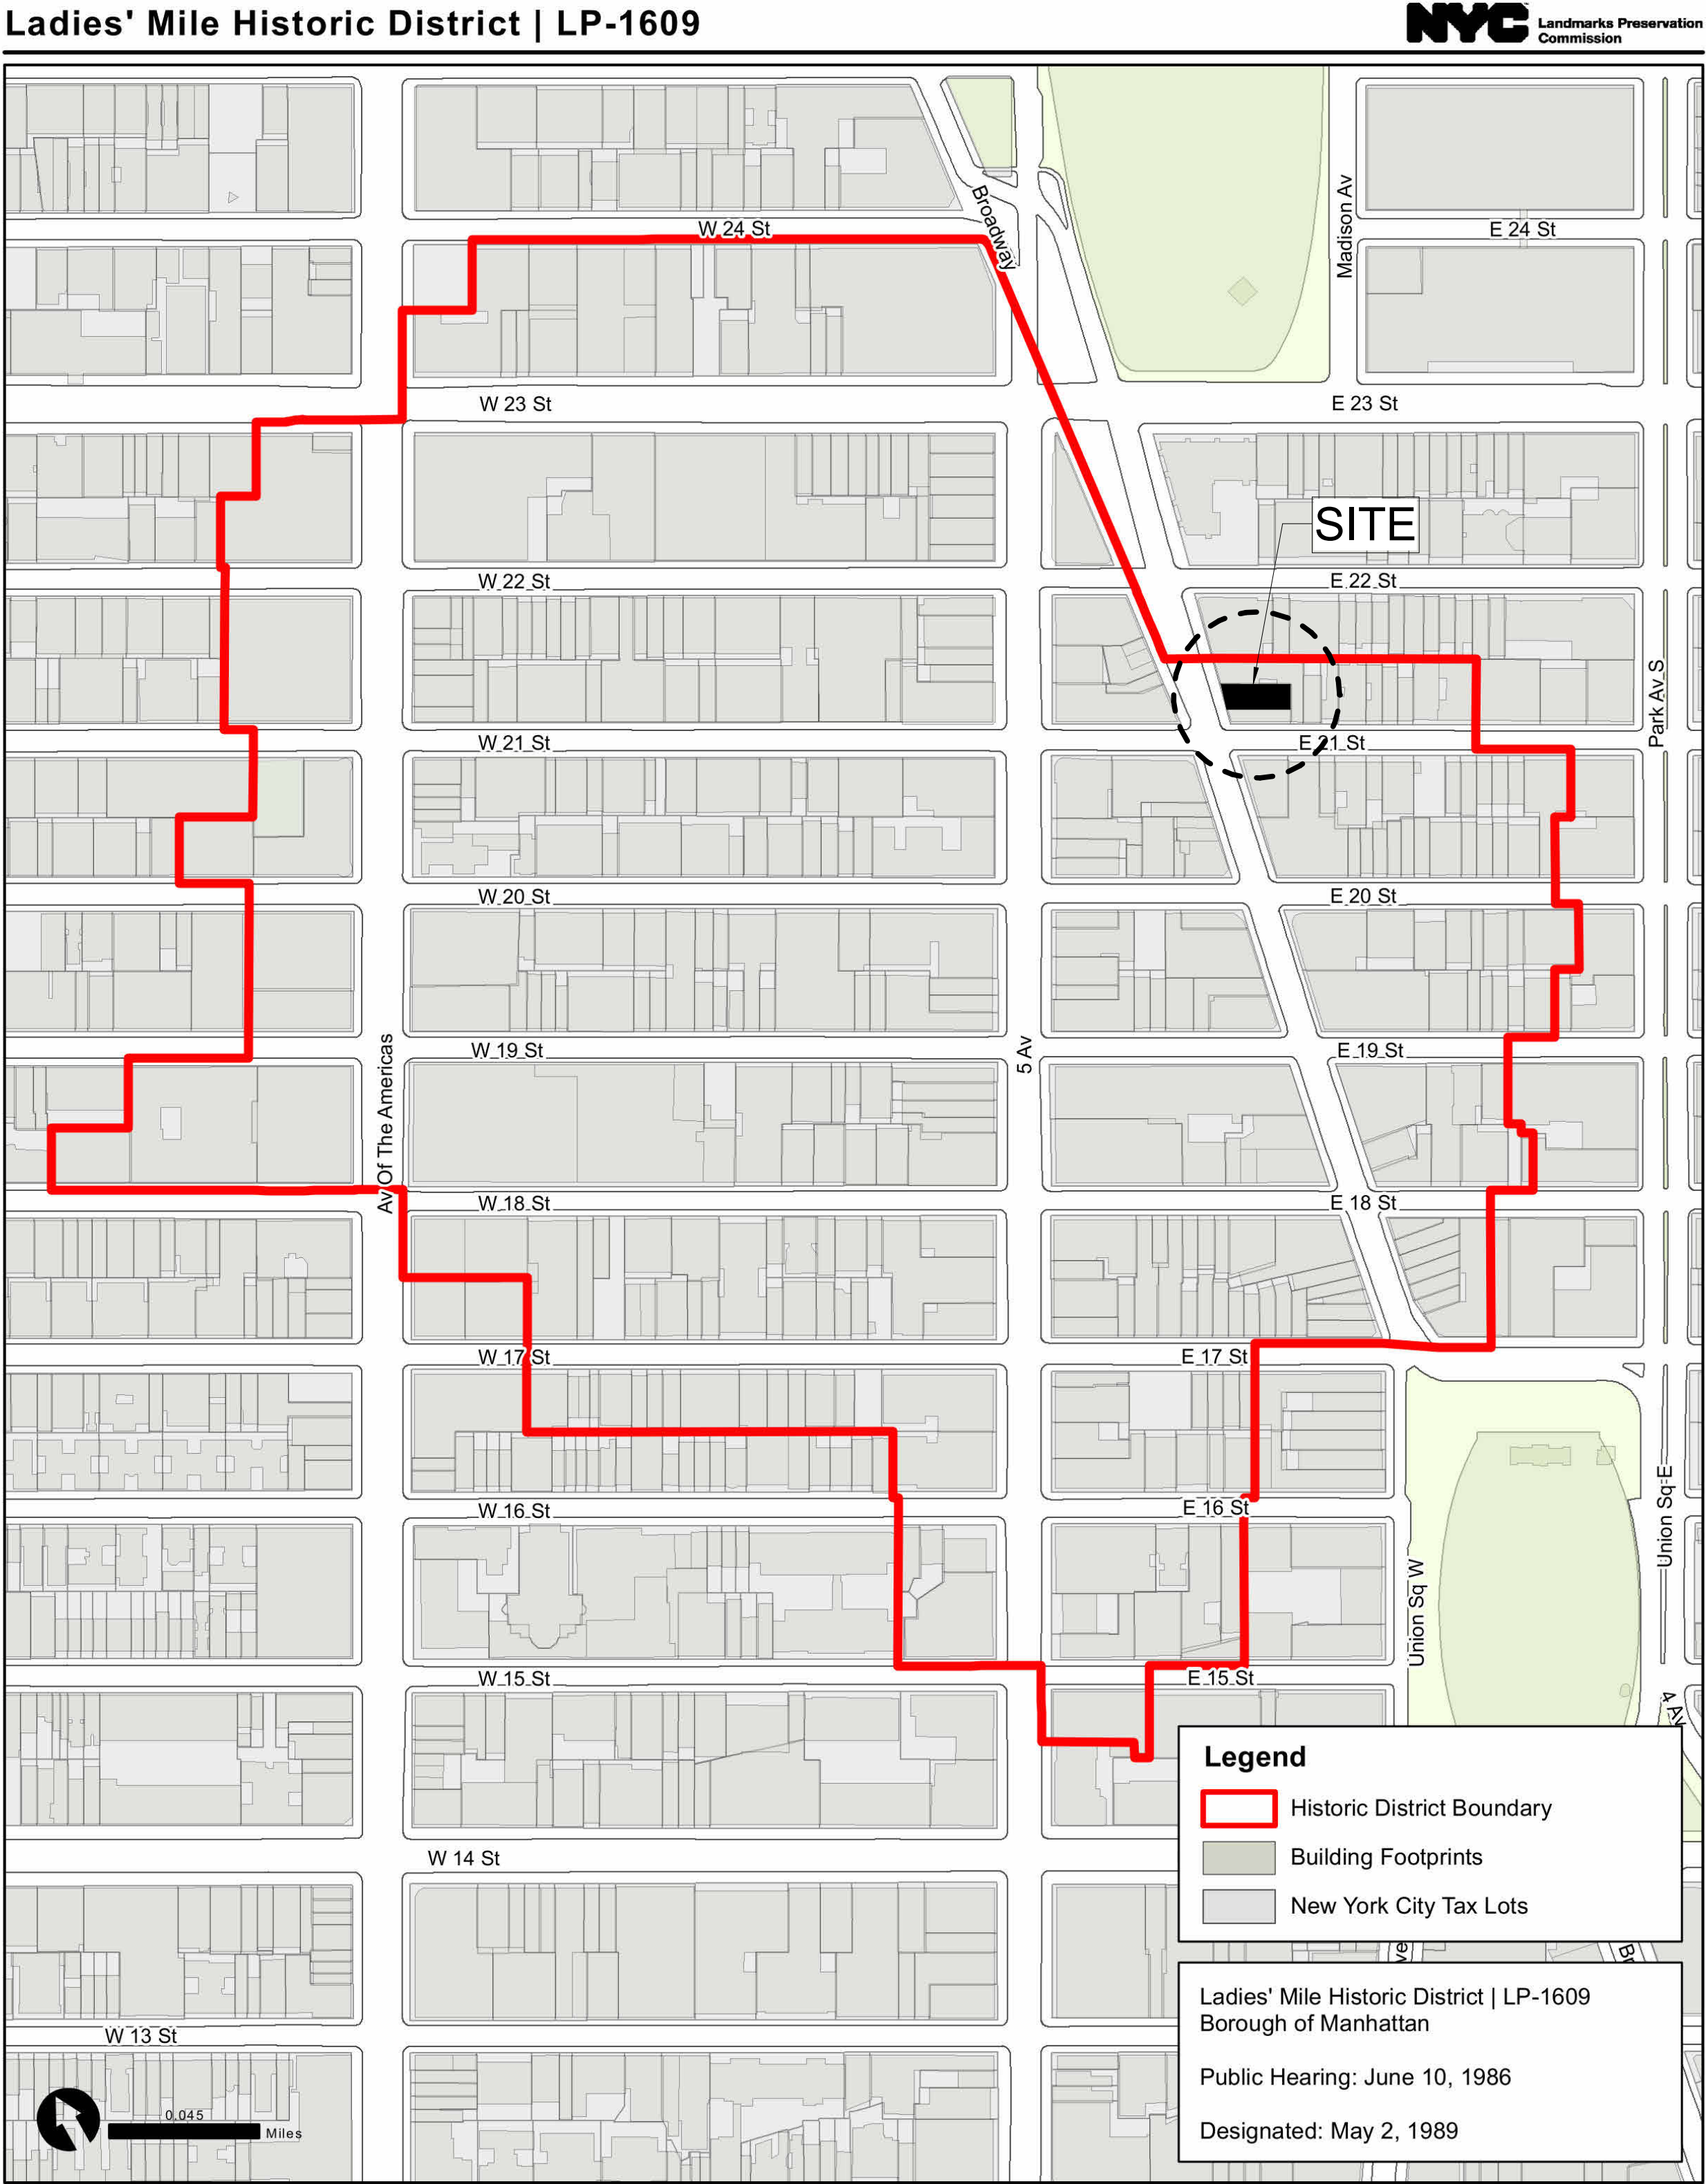 Ladies' Mile Historic District | LP-1609
NYC Landmarks Preservation
Commission
Broadway
Madison Av
W 24 St
E 24 St
W 23 St
E 23 St
SITE
W 22 St
E 22 St
Park Av S
W 21 St
E 21 St
W 20 St
E 20 St
Av Of The Americas
W 19 St
5 Av
E 19 St
W 18 St
E 18 St
W 17 St
E 17 St
W 16 St
E 16 St
Union Sq W
Union Sq E
W 15 St
E 15 St
4 Av
Legend
Historic District Boundary
Building Footprints
New York City Tax Lots
W 14 St
ve
Br
Ladies' Mile Historic District | LP-1609
Borough of Manhattan
Public Hearing: June 10, 1986
Designated: May 2, 1989
W 13 St
0.045
Miles